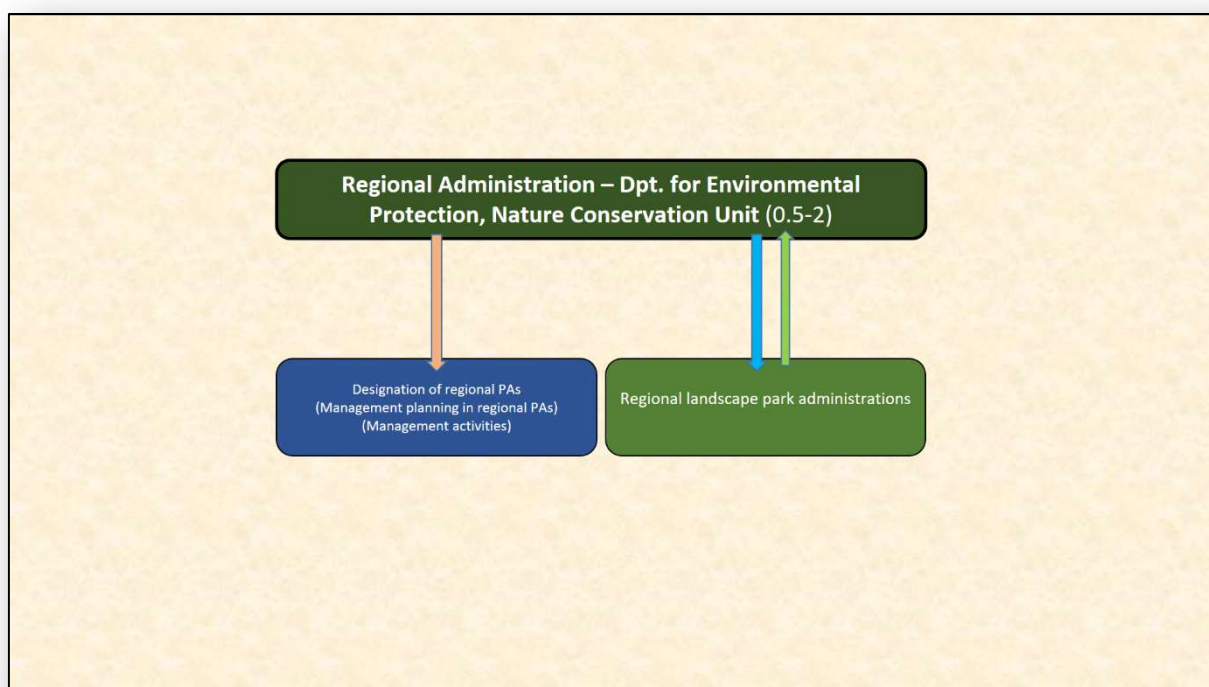 Regional Administration – Dpt. for Environmental
Protection, Nature Conservation Unit (0.5-2)
Designation of regional PAs
(Management planning in regional PAs)
(Management activities)
Regional landscape park administrations